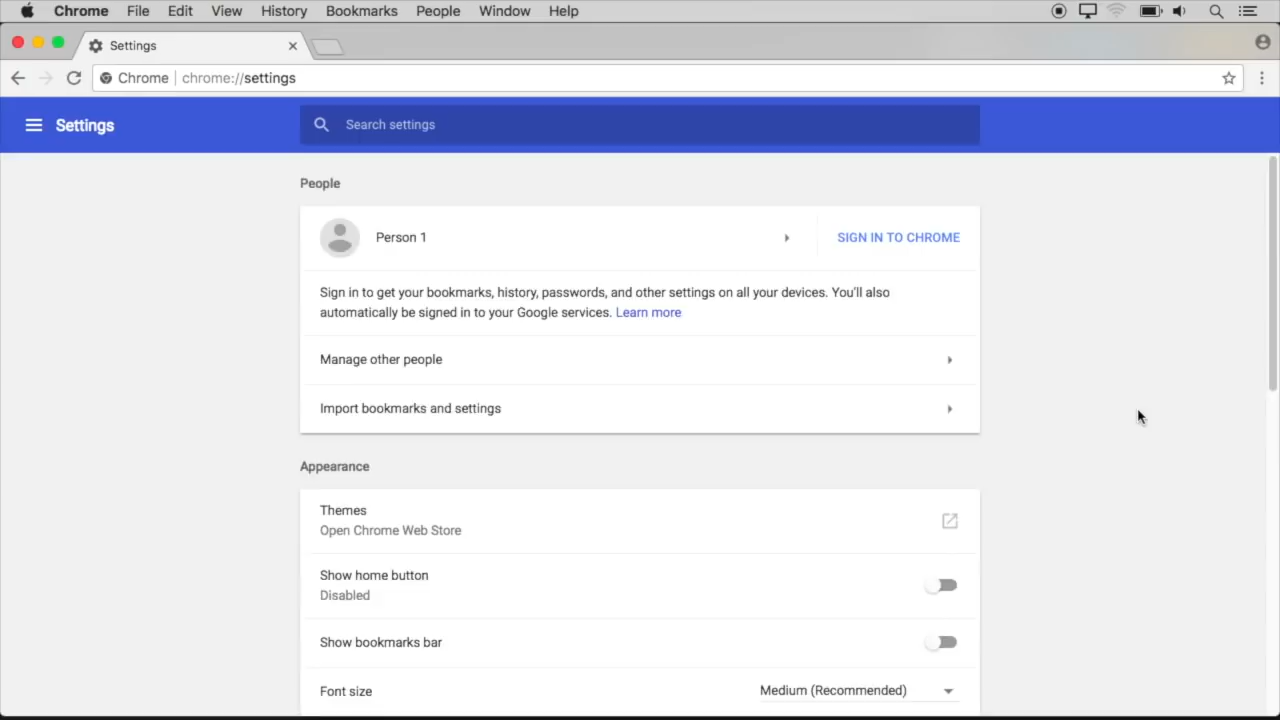 Chrome File Edit View History Bookmarks People Window Help
Settings
Chrome | chrome://settings
Settings
Search settings
People
Person 1
SIGN IN TO CHROME
Sign in to get your bookmarks, history, passwords, and other settings on all your devices. You'll also
automatically be signed in to your Google services. Learn more
Manage other people
Import bookmarks and settings
Appearance
Themes
Open Chrome Web Store
Show home button
Disabled
Show bookmarks bar
Font size
Medium (Recommended)